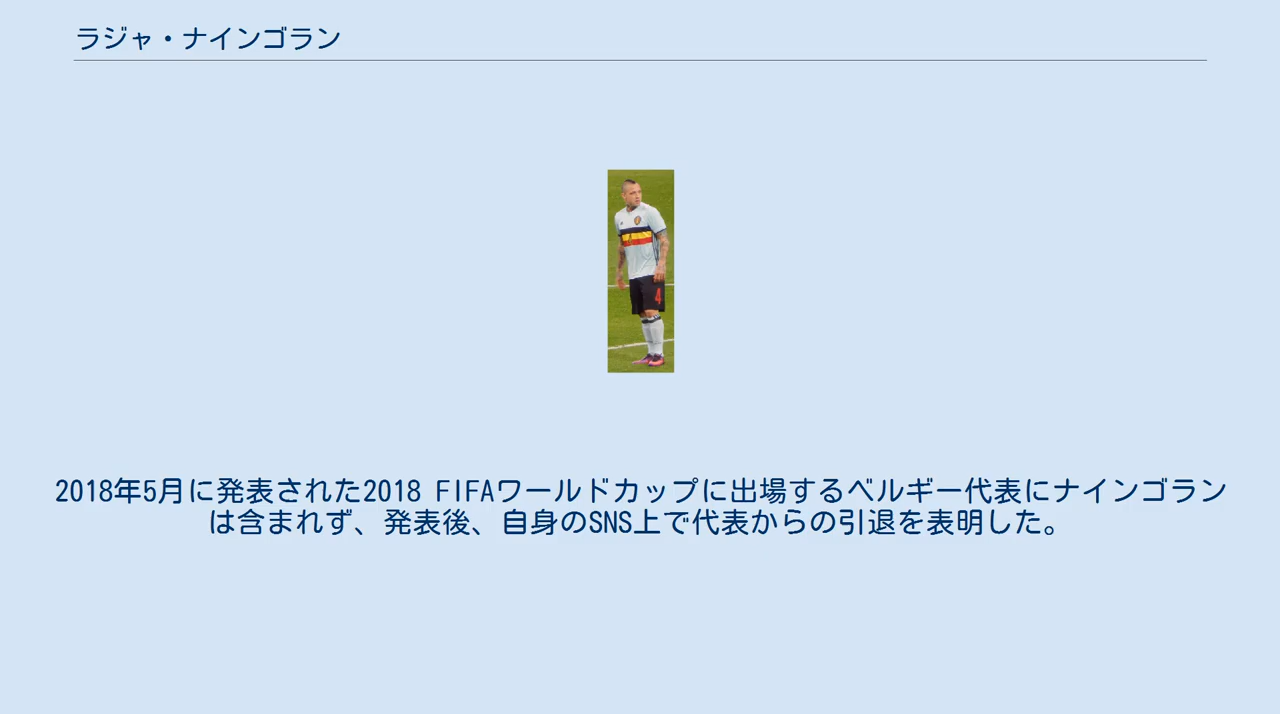 ラジャ・ナインゴラン
4
2018年5月に発表された2018 FIFAワールドカップに出場するベルギー代表にナインゴラン
は含まれず、発表後、自身のSNS上で代表からの引退を表明した。